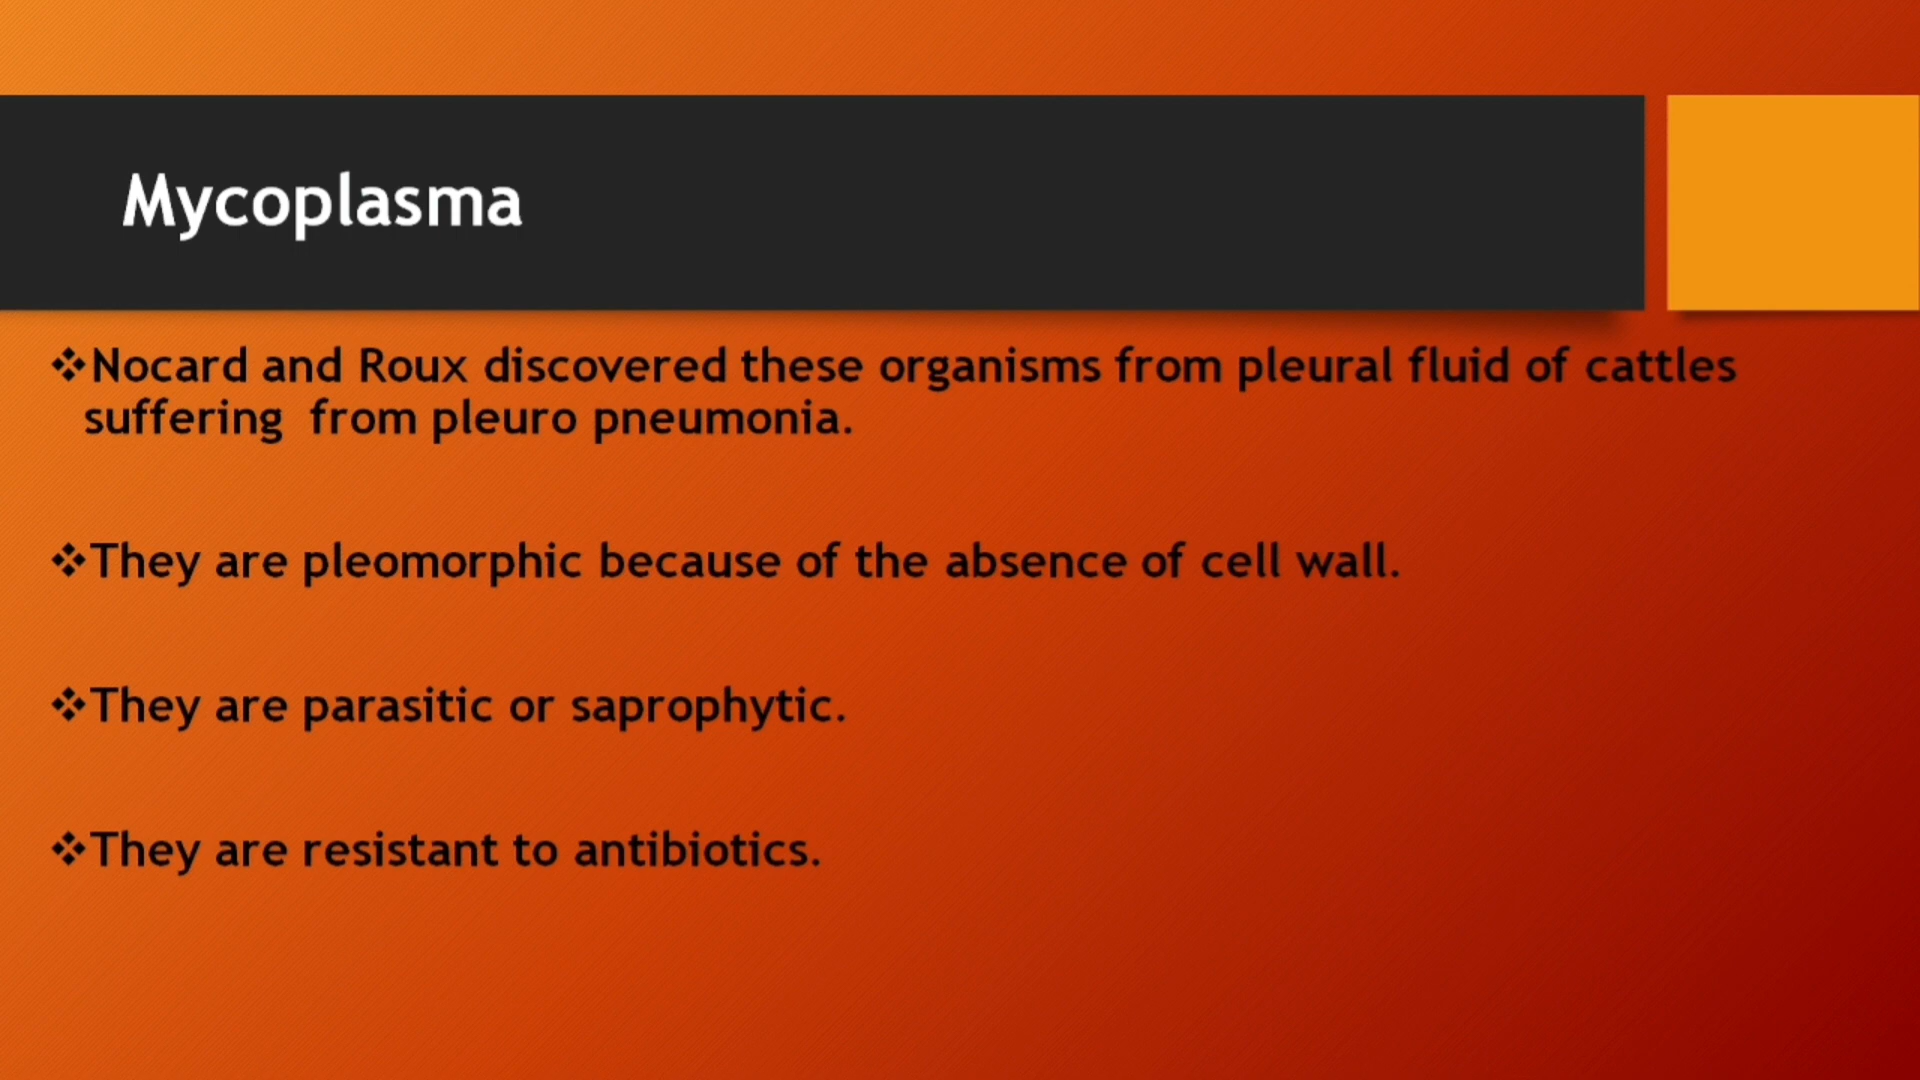 Mycoplasma
❖Nocard and Roux discovered these organisms from pleural fluid of cattles
suffering  from pleuro pneumonia.
❖They are pleomorphic because of the absence of cell wall.
❖They are parasitic or saprophytic.
❖They are resistant to antibiotics.